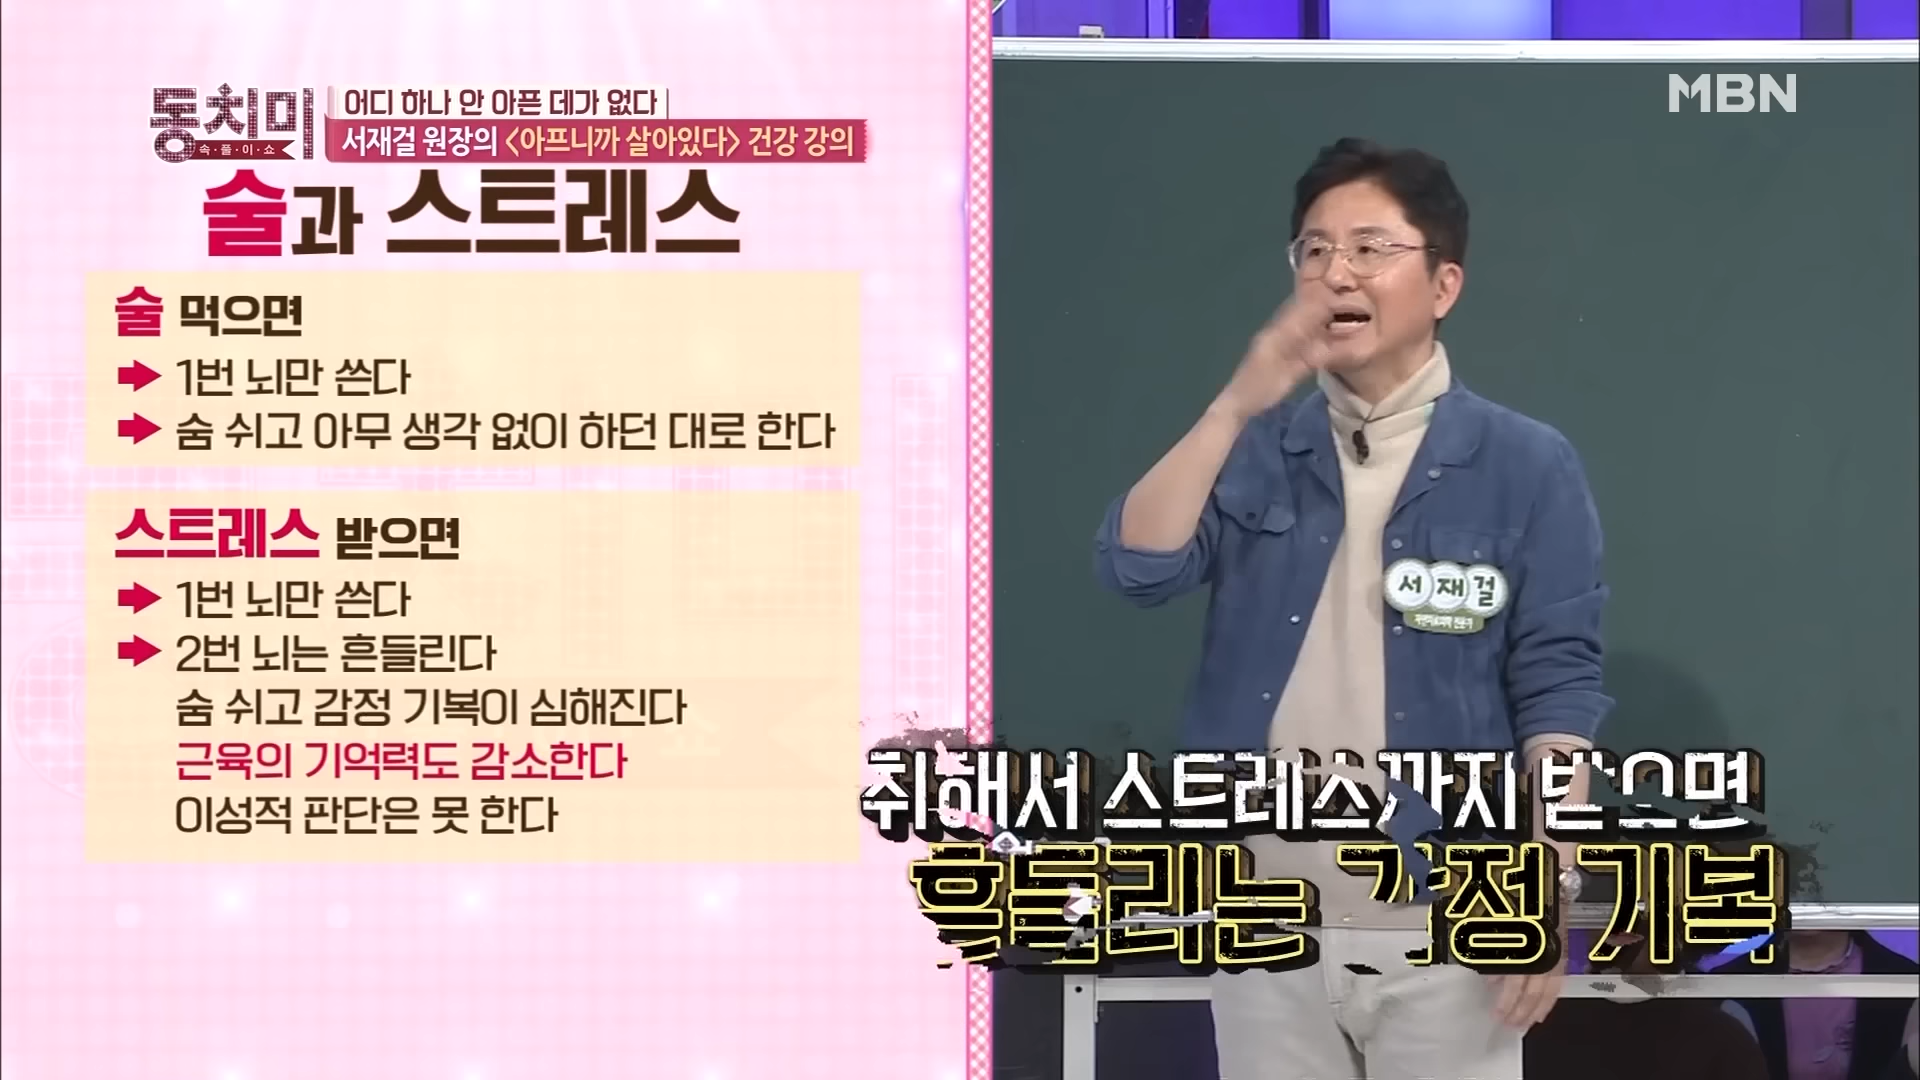 동치미
속·풀·이·쇼
어디 하나 안 아픈 데가 없다
서재걸 원장의 <아프니까 살아있다> 건강 강의
MBN
술과 스트레스
술 먹으면
➡ 1번 뇌만 쓴다
➡ 숨 쉬고 아무 생각 없이 하던 대로 한다
스트레스 받으면
➡ 1번 뇌만 쓴다
➡ 2번 뇌는 흔들린다
숨 쉬고 감정 기복이 심해진다
근육의 기억력도 감소한다
이성적 판단은 못 한다
서재걸
취해서 스트레스까지 받으면
흔들리는 감정 기복